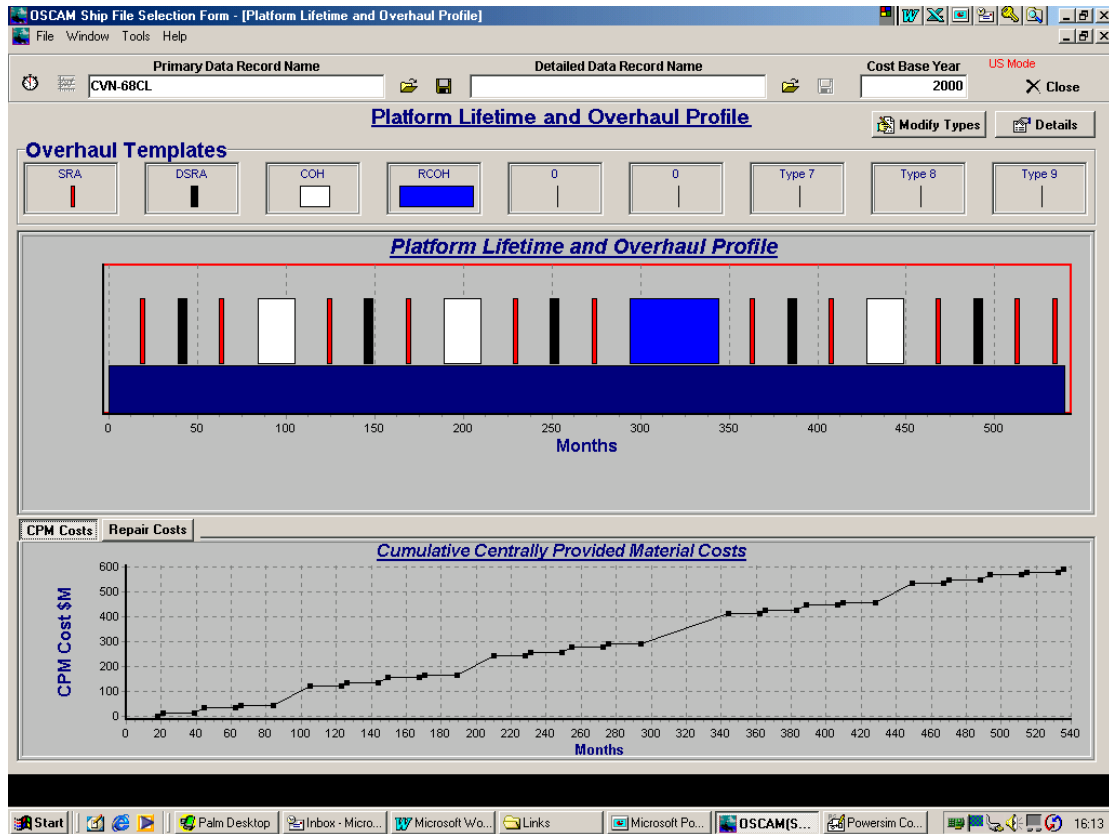 OSCAM Ship File Selection Form - [Platform Lifetime and Overhaul Profile]
File Window Tools Help
Primary Data Record Name Detailed Data Record Name Cost Base Year US Mode
CVN-68CL 2000 Close
Platform Lifetime and Overhaul Profile
Modify Types Details
Overhaul Templates
SRA DSRA COH RCOH 0 0 Type 7 Type 8 Type 9
Platform Lifetime and Overhaul Profile
0 50 100 150 200 250 300 350 400 450 500
Months
CPM Costs Repair Costs
Cumulative Centrally Provided Material Costs
CPM Cost $M
600
500
400
300
200
100
0
0 20 40 60 80 100 120 140 160 180 200 220 240 260 280 300 320 340 360 380 400 420 440 460 480 500 520 540
Months
Start Palm Desktop Inbox - Micro... Microsoft Wo... Links Microsoft Po... OSCAM(S... Powersim Co... 16:13